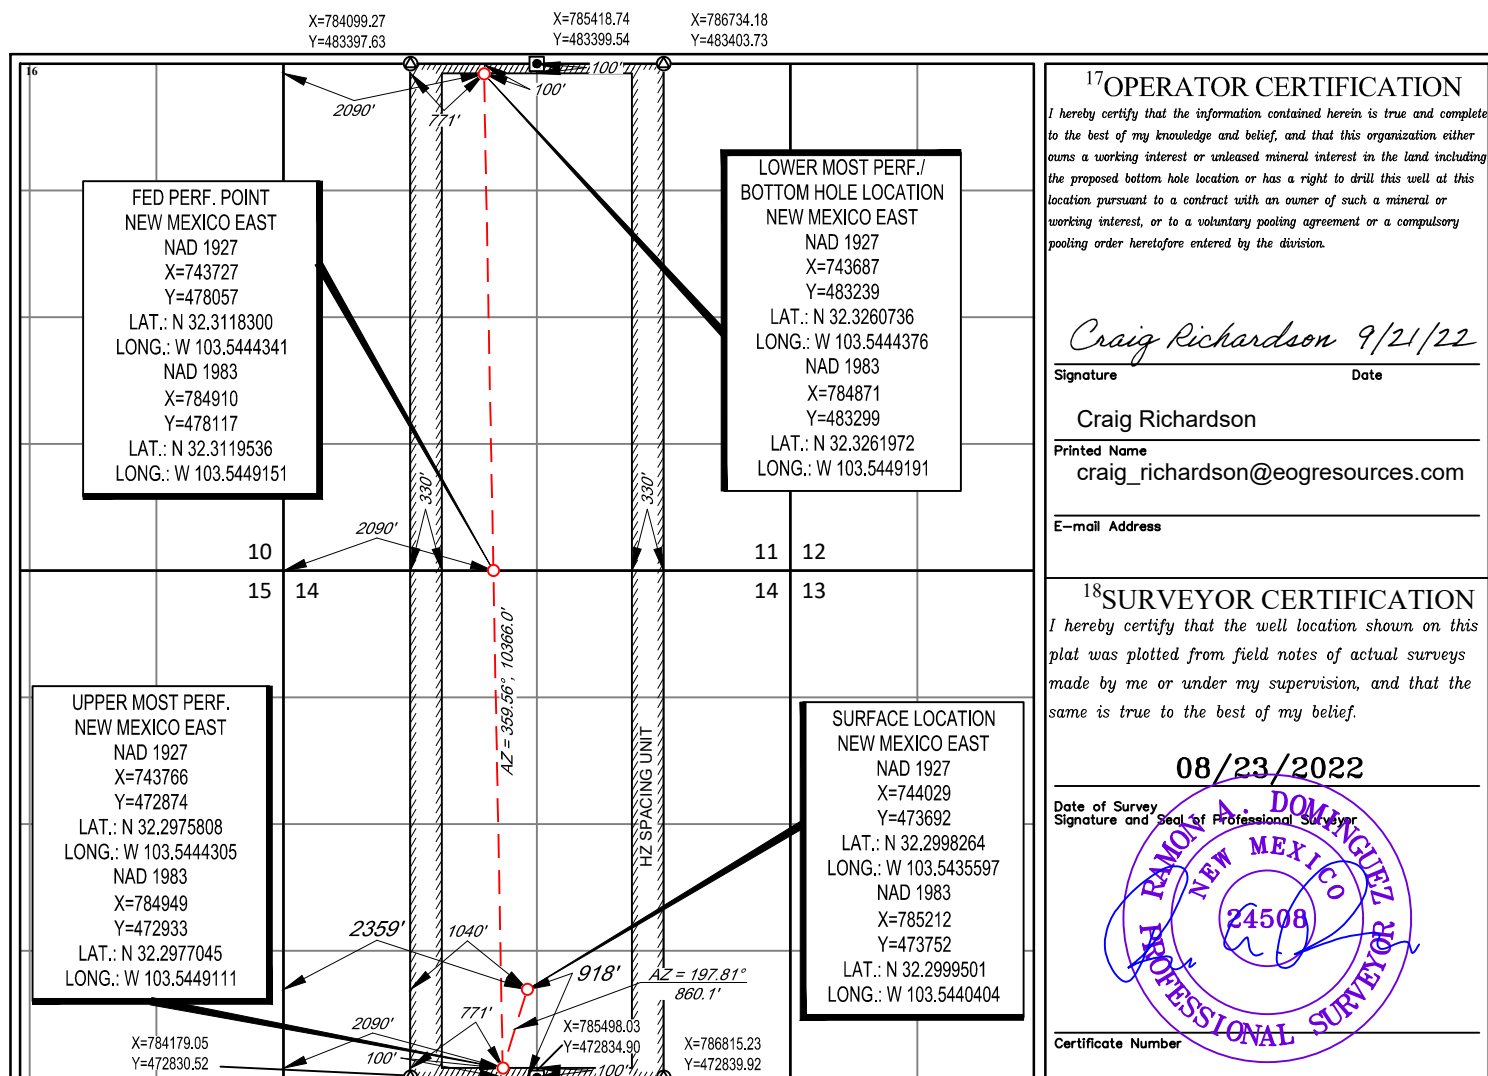 X=784099.27
Y=483397.63
X=785418.74
Y=483399.54
X=786734.18
Y=483403.73
16
100'
100'
2090'
771'
FED PERF. POINT
NEW MEXICO EAST
NAD 1927
X=743727
Y=478057
LAT.: N 32.3118300
LONG.: W 103.5444341
NAD 1983
X=784910
Y=478117
LAT.: N 32.3119536
LONG.: W 103.5449151
LOWER MOST PERF./
BOTTOM HOLE LOCATION
NEW MEXICO EAST
NAD 1927
X=743687
Y=483239
LAT.: N 32.3260736
LONG.: W 103.5444376
NAD 1983
X=784871
Y=483299
LAT.: N 32.3261972
LONG.: W 103.5449191
330'
330'
2090'
10
11
12
15
14
14
13
AZ = 359.56°, 10366.0'
HZ SPACING UNIT
UPPER MOST PERF.
NEW MEXICO EAST
NAD 1927
X=743766
Y=472874
LAT.: N 32.2975808
LONG.: W 103.5444305
NAD 1983
X=784949
Y=472933
LAT.: N 32.2977045
LONG.: W 103.5449111
SURFACE LOCATION
NEW MEXICO EAST
NAD 1927
X=744029
Y=473692
LAT.: N 32.2998264
LONG.: W 103.5435597
NAD 1983
X=785212
Y=473752
LAT.: N 32.2999501
LONG.: W 103.5440404
2359'
1040'
918'
AZ = 197.81°
860.1'
771'
2090'
100'
100'
X=784179.05
Y=472830.52
X=785498.03
Y=472834.90
X=786815.23
Y=472839.92
17 OPERATOR CERTIFICATION
I hereby certify that the information contained herein is true and complete
to the best of my knowledge and belief, and that this organization either
owns a working interest or unleased mineral interest in the land including
the proposed bottom hole location or has a right to drill this well at this
location pursuant to a contract with an owner of such a mineral or
working interest, or to a voluntary pooling agreement or a compulsory
pooling order heretofore entered by the division.
Craig Richardson 9/21/22
Signature Date
Craig Richardson
Printed Name
craig_richardson@eogresources.com
E-mail Address
18 SURVEYOR CERTIFICATION
I hereby certify that the well location shown on this
plat was plotted from field notes of actual surveys
made by me or under my supervision, and that the
same is true to the best of my belief.
08/23/2022
Date of Survey
Signature and Seal of Professional Surveyor
RAMON A. DOMINGUEZ
NEW MEXICO
24508
PROFESSIONAL SURVEYOR
Certificate Number